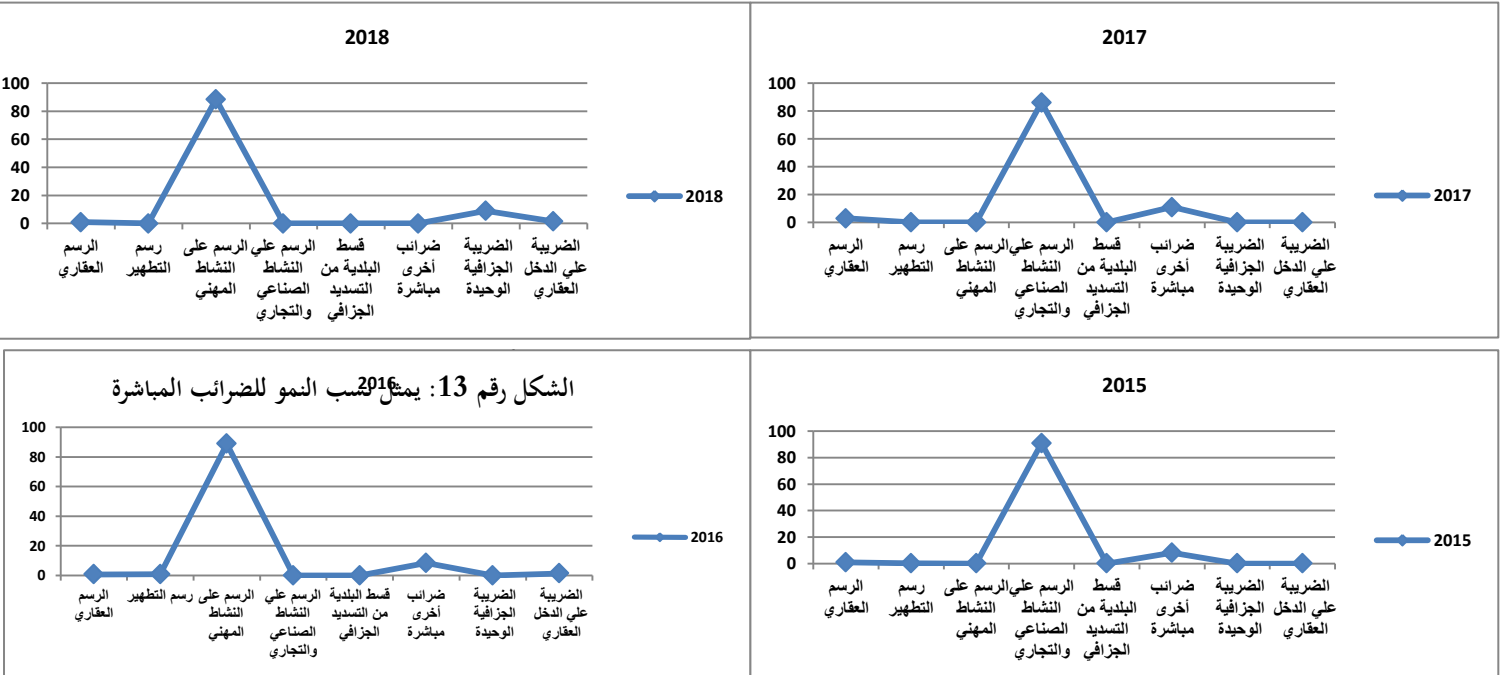 2018
100
80
60
40
20
0
الرسم العقاري
رسم التطهير
الرسم على النشاط المهني
الرسم علي النشاط الصناعي والتجاري
قسط البلدية من التسديد الجزافي
ضرائب أخرى مباشرة
الضريبة الجزافية الوحيدة
الضريبة علي الدخل العقاري
2018
2017
100
80
60
40
20
0
الرسم العقاري
رسم التطهير
الرسم على النشاط المهني
الرسم علي النشاط الصناعي والتجاري
قسط البلدية من التسديد الجزافي
ضرائب أخرى مباشرة
الضريبة الجزافية الوحيدة
الضريبة علي الدخل العقاري
2017
الشكل رقم 13: يمثل نسب النمو للضرائب المباشرة
2016
100
80
60
40
20
0
الرسم العقاري
رسم التطهير
الرسم على النشاط المهني
الرسم علي النشاط الصناعي والتجاري
قسط البلدية من التسديد الجزافي
ضرائب أخرى مباشرة
الضريبة الجزافية الوحيدة
الضريبة علي الدخل العقاري
2016
2015
100
80
60
40
20
0
الرسم العقاري
رسم التطهير
الرسم على النشاط المهني
الرسم علي النشاط الصناعي والتجاري
قسط البلدية من التسديد الجزافي
ضرائب أخرى مباشرة
الضريبة الجزافية الوحيدة
الضريبة علي الدخل العقاري
2015